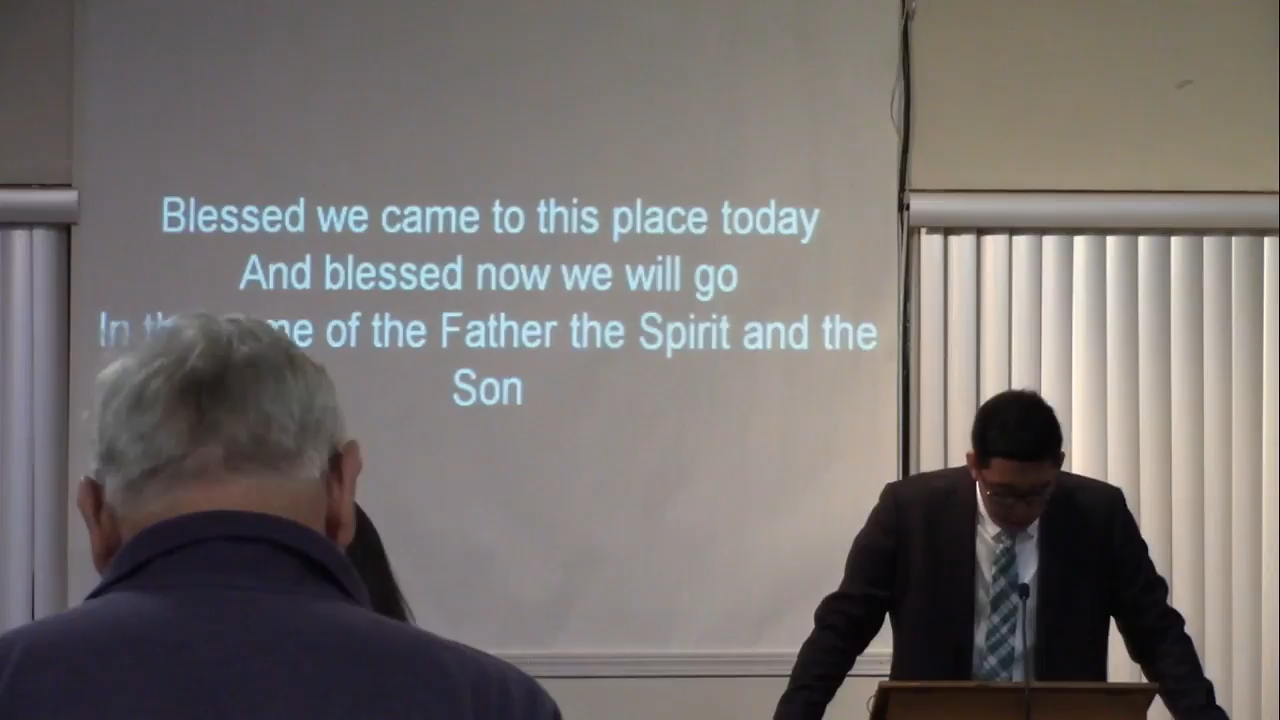 Blessed we came to this place today
And blessed now we will go
In of the Father the Spirit and the
Son